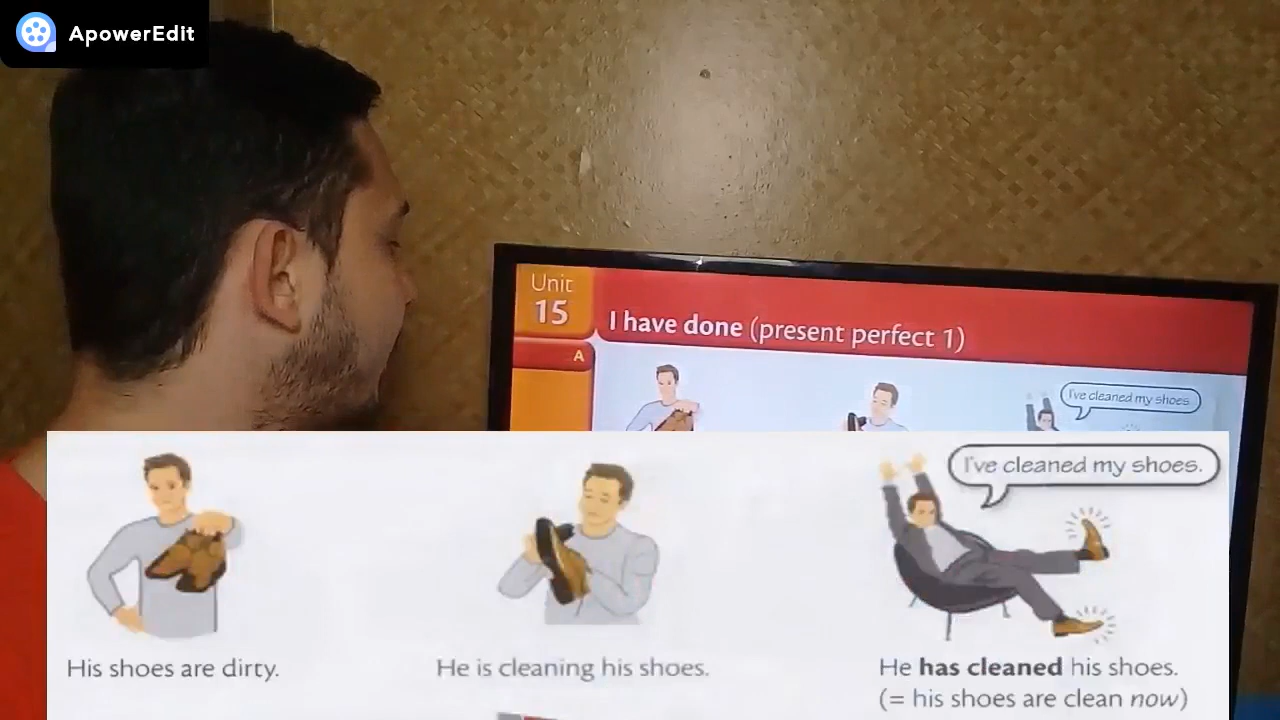 ApowerEdit
Unit
15
I have done (present perfect 1)
A
I've cleaned my shoes.
I've cleaned my shoes.
His shoes are dirty.
He is cleaning his shoes.
He has cleaned his shoes.
(= his shoes are clean now)